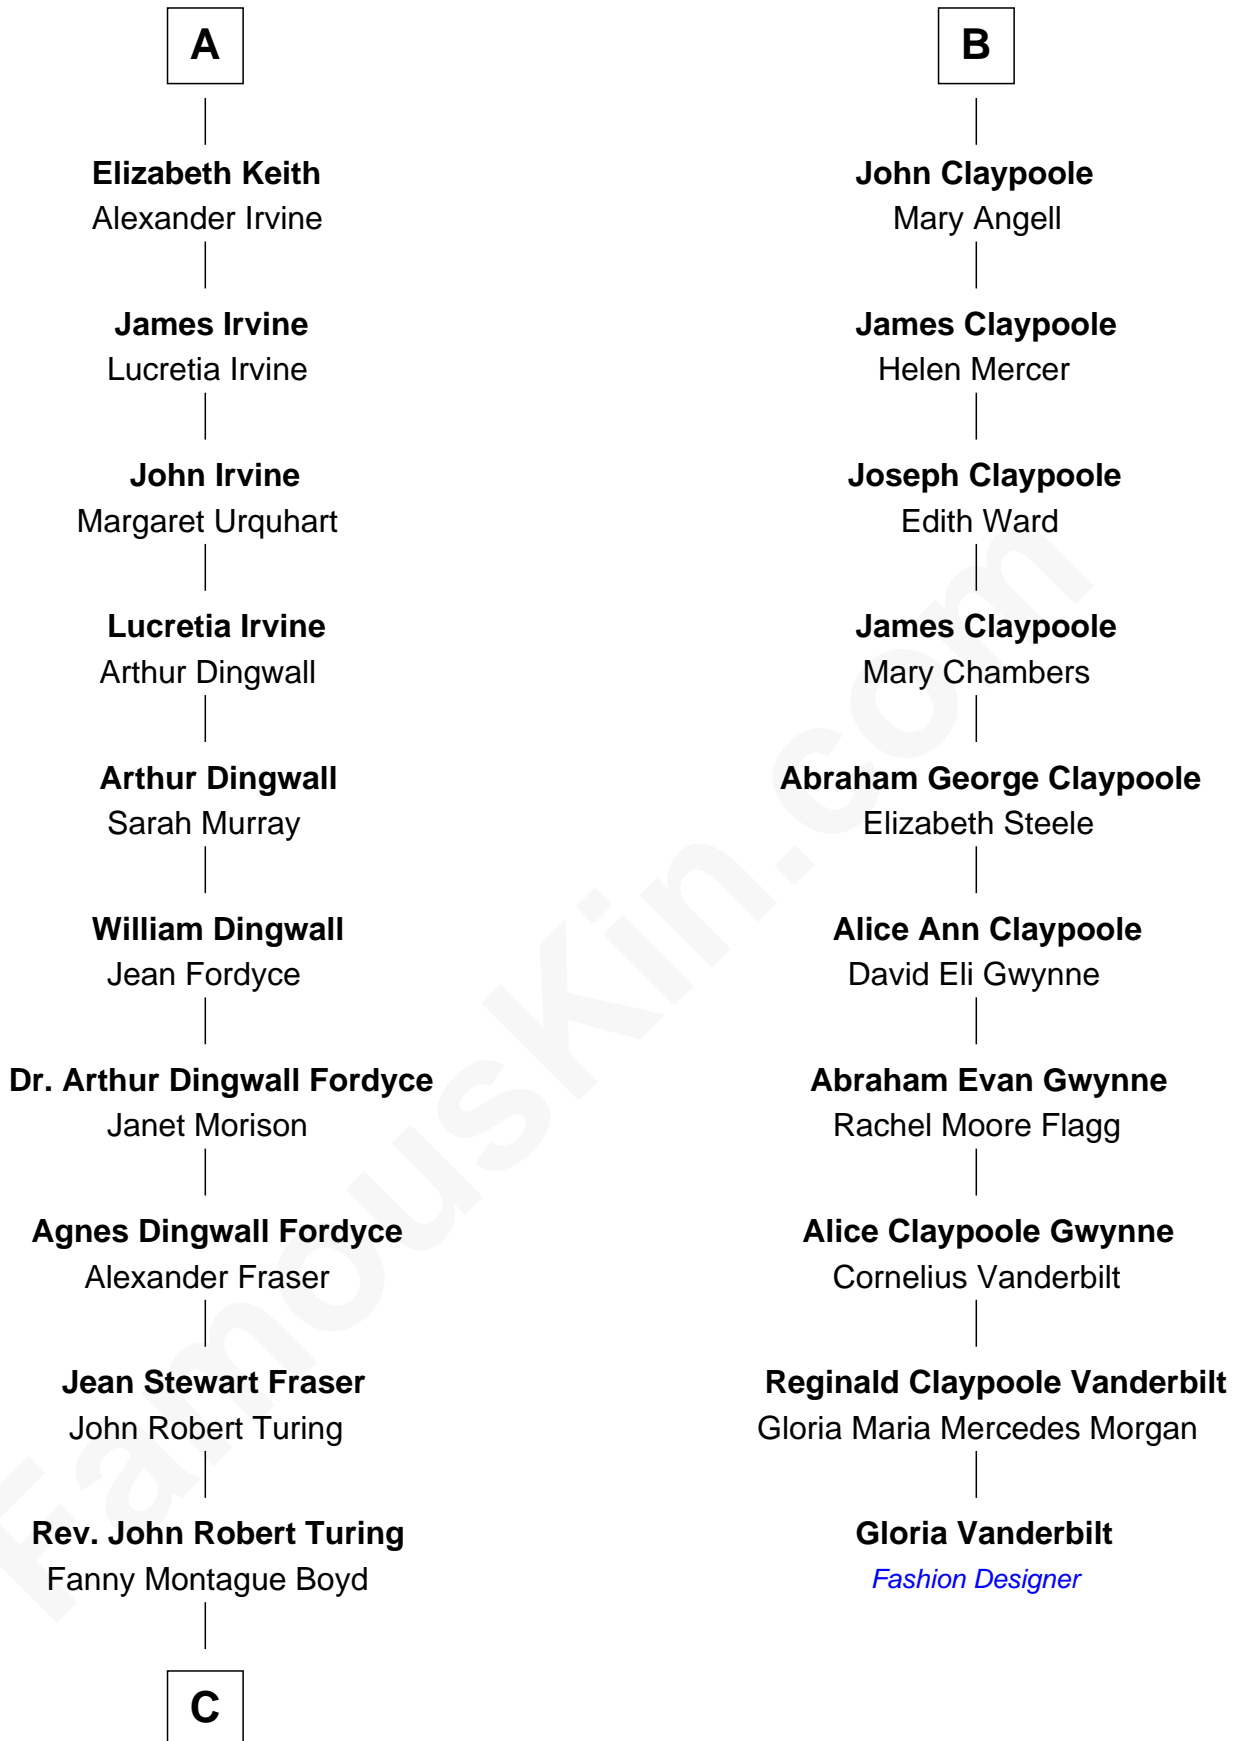 A
Elizabeth Keith
Alexander Irvine
James Irvine
Lucretia Irvine
John Irvine
Margaret Urquhart
Lucretia Irvine
Arthur Dingwall
Arthur Dingwall
Sarah Murray
William Dingwall
Jean Fordyce
Dr. Arthur Dingwall Fordyce
Janet Morison
Agnes Dingwall Fordyce
Alexander Fraser
Jean Stewart Fraser
John Robert Turing
Rev. John Robert Turing
Fanny Montague Boyd
C
B
John Claypoole
Mary Angell
James Claypoole
Helen Mercer
Joseph Claypoole
Edith Ward
James Claypoole
Mary Chambers
Abraham George Claypoole
Elizabeth Steele
Alice Ann Claypoole
David Eli Gwynne
Abraham Evan Gwynne
Rachel Moore Flagg
Alice Claypoole Gwynne
Cornelius Vanderbilt
Reginald Claypoole Vanderbilt
Gloria Maria Mercedes Morgan
Gloria Vanderbilt
Fashion Designer
FamousKin.com